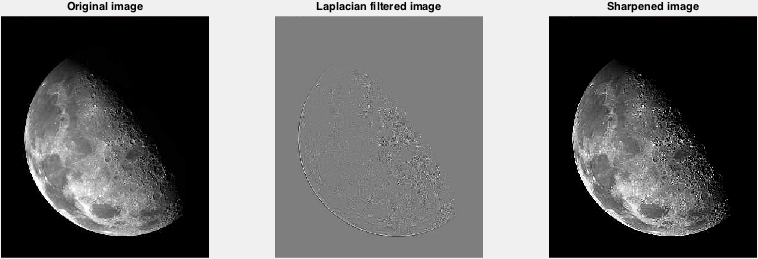 Original image
Laplacian filtered image
Sharpened image